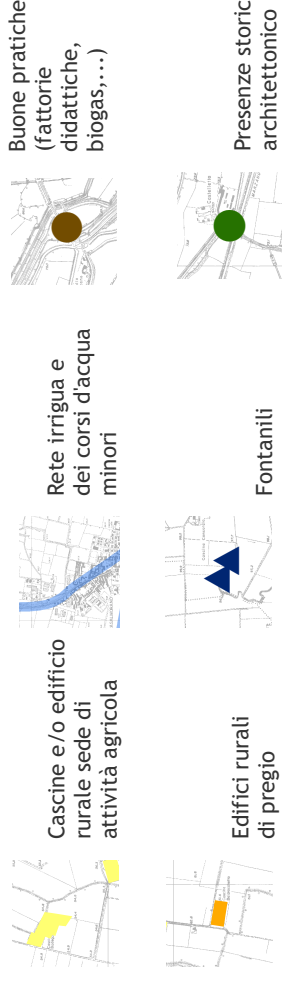 Cascine e/o edificio
rurale sede di
attività agricola
Rete irrigua e
dei corsi d'acqua
minori
Buone pratiche
(fattorie
didattiche,
biogas,...)
Edifici rurali
di pregio
Fontanili
Presenze storic
architettonico